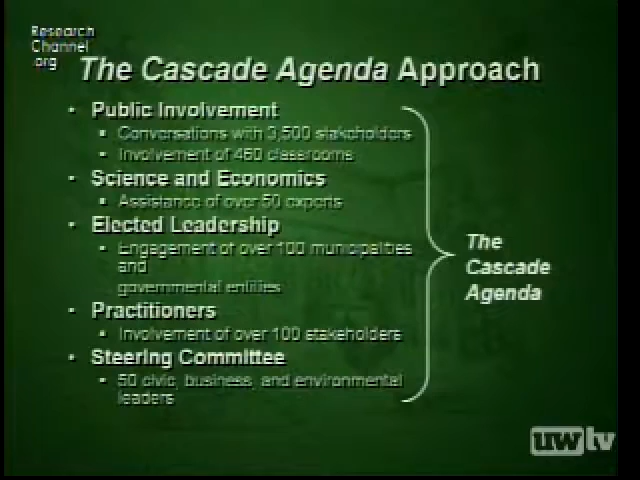 Research
Channel
.org
The Cascade Agenda Approach
• Public Involvement
• Conversations with 3,500 stakeholders
• Involvement of 460 classrooms
• Science and Economics
• Assistance of over 50 experts
• Elected Leadership
• Engagement of over 100 municipalities
and
governmental entities
• Practitioners
• Involvement of over 100 stakeholders
• Steering Committee
• 50 civic, business, and environmental
leaders
The
Cascade
Agenda
uwtv